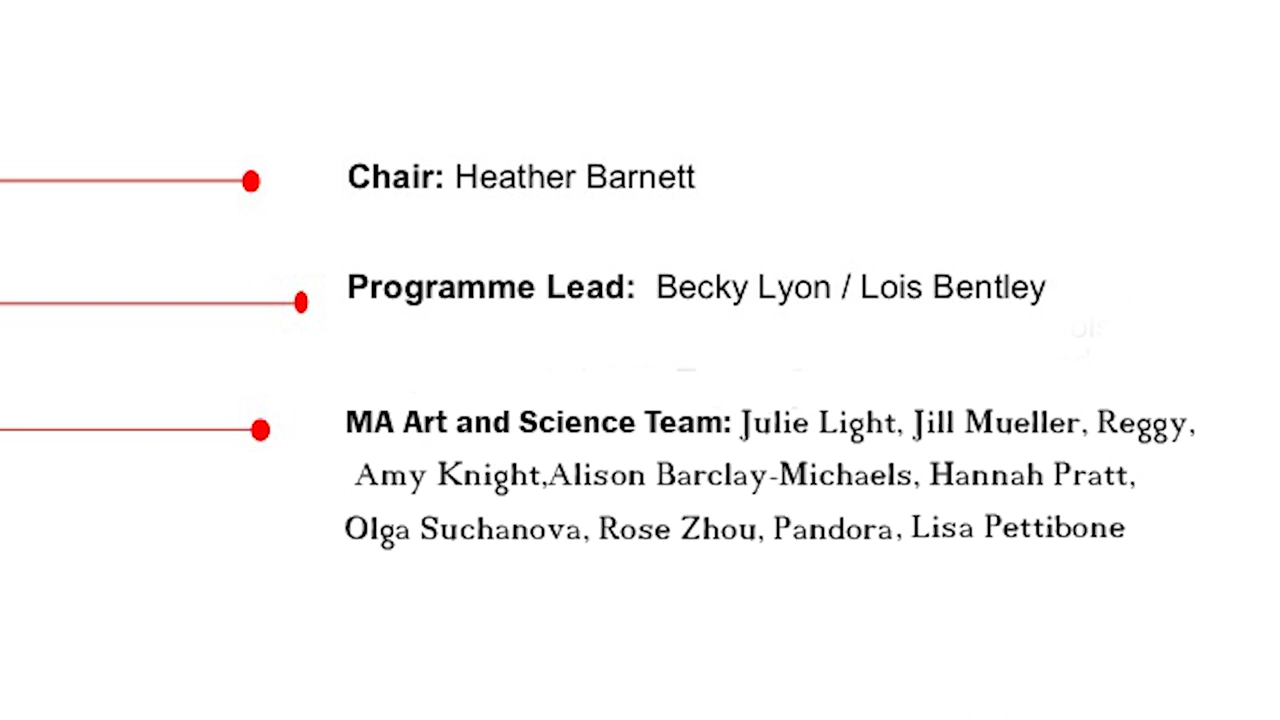 Chair: Heather Barnett
Programme Lead: Becky Lyon / Lois Bentley
MA Art and Science Team: Julie Light, Jill Mueller, Reggy,
Amy Knight,Alison Barclay-Michaels, Hannah Pratt,
Olga Suchanova, Rose Zhou, Pandora, Lisa Pettibone